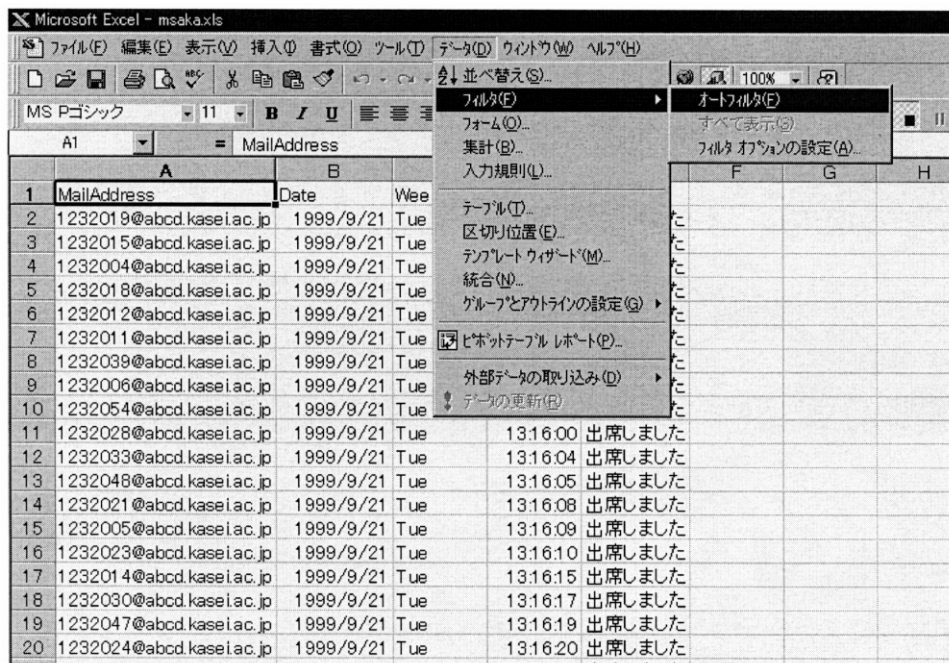 Microsoft Excel - msaka.xls
ファイル(F) 編集(E) 表示(V) 挿入(I) 書式(O) ツール(T) データ(D) ウィンドウ(W) ヘルプ(H)
100%
MS Pゴシック 11 B I U
A1 = MailAddress
並べ替え(S)...
フィルタ(F)
フォーム(O)...
集計(B)...
入力規則(L)...
テーブル(T)...
区切り位置(E)...
テンプレート ウィザード(M)...
統合(N)...
グループとアウトラインの設定(G)
ピボットテーブル レポート(P)...
外部データの取り込み(D)
データの更新(R)
オートフィルタ(F)
すべて表示(S)
フィルタ オプションの設定(A)...
A B F G H
1 MailAddress Date Wee
2 1232019@abcd.kasei.ac.jp 1999/9/21 Tue た
3 1232015@abcd.kasei.ac.jp 1999/9/21 Tue た
4 1232004@abcd.kasei.ac.jp 1999/9/21 Tue た
5 1232018@abcd.kasei.ac.jp 1999/9/21 Tue た
6 1232012@abcd.kasei.ac.jp 1999/9/21 Tue た
7 1232011@abcd.kasei.ac.jp 1999/9/21 Tue た
8 1232039@abcd.kasei.ac.jp 1999/9/21 Tue た
9 1232006@abcd.kasei.ac.jp 1999/9/21 Tue た
10 1232054@abcd.kasei.ac.jp 1999/9/21 Tue た
11 1232028@abcd.kasei.ac.jp 1999/9/21 Tue 13:16:00 出席しました
12 1232033@abcd.kasei.ac.jp 1999/9/21 Tue 13:16:04 出席しました
13 1232048@abcd.kasei.ac.jp 1999/9/21 Tue 13:16:05 出席しました
14 1232021@abcd.kasei.ac.jp 1999/9/21 Tue 13:16:08 出席しました
15 1232005@abcd.kasei.ac.jp 1999/9/21 Tue 13:16:09 出席しました
16 1232023@abcd.kasei.ac.jp 1999/9/21 Tue 13:16:10 出席しました
17 1232014@abcd.kasei.ac.jp 1999/9/21 Tue 13:16:15 出席しました
18 1232030@abcd.kasei.ac.jp 1999/9/21 Tue 13:16:17 出席しました
19 1232047@abcd.kasei.ac.jp 1999/9/21 Tue 13:16:19 出席しました
20 1232024@abcd.kasei.ac.jp 1999/9/21 Tue 13:16:20 出席しました